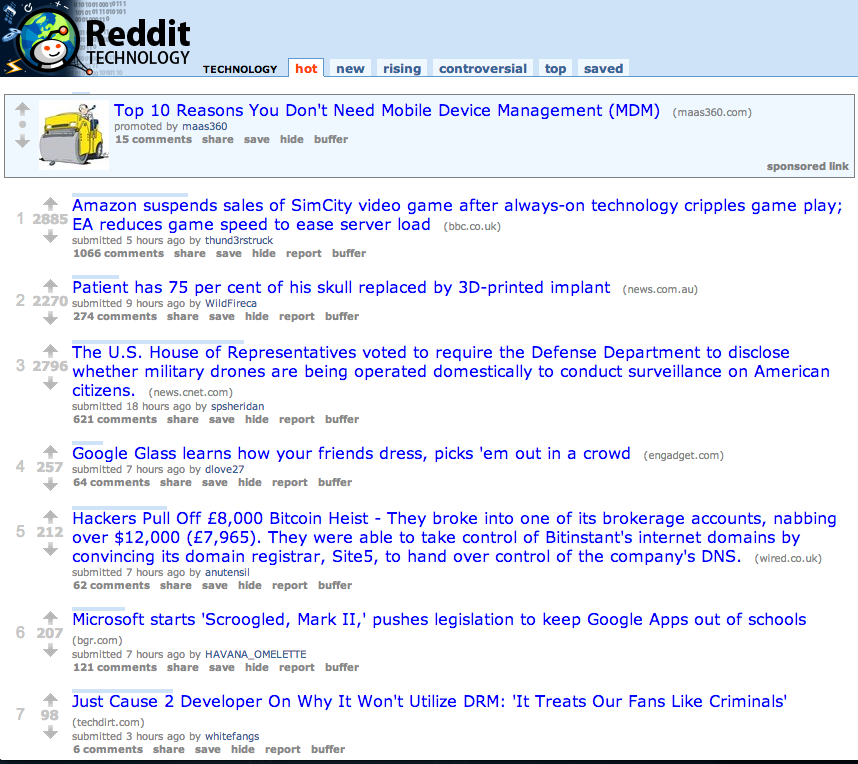 Reddit
TECHNOLOGY
TECHNOLOGY hot new rising controversial top saved
Top 10 Reasons You Don't Need Mobile Device Management (MDM) (maas360.com)
promoted by maas360
15 comments share save hide buffer
sponsored link
Amazon suspends sales of SimCity video game after always-on technology cripples game play;
1 2885 EA reduces game speed to ease server load (bbc.co.uk)
submitted 5 hours ago by thund3rstruck
1066 comments share save hide report buffer
Patient has 75 per cent of his skull replaced by 3D-printed implant (news.com.au)
2 2270 submitted 9 hours ago by WildFireca
274 comments share save hide report buffer
The U.S. House of Representatives voted to require the Defense Department to disclose
3 2796 whether military drones are being operated domestically to conduct surveillance on American
citizens. (news.cnet.com)
submitted 18 hours ago by spsheridan
621 comments share save hide report buffer
Google Glass learns how your friends dress, picks 'em out in a crowd (engadget.com)
4 257 submitted 7 hours ago by dlove27
64 comments share save hide report buffer
Hackers Pull Off £8,000 Bitcoin Heist - They broke into one of its brokerage accounts, nabbing
5 212 over $12,000 (£7,965). They were able to take control of Bitinstant's internet domains by
convincing its domain registrar, Site5, to hand over control of the company's DNS. (wired.co.uk)
submitted 7 hours ago by anutensil
62 comments share save hide report buffer
Microsoft starts 'Scroogled, Mark II,' pushes legislation to keep Google Apps out of schools
6 207 (bgr.com)
submitted 7 hours ago by HAVANA_OMELETTE
121 comments share save hide report buffer
Just Cause 2 Developer On Why It Won't Utilize DRM: 'It Treats Our Fans Like Criminals'
7 98 (techdirt.com)
submitted 3 hours ago by whitefangs
6 comments share save hide report buffer